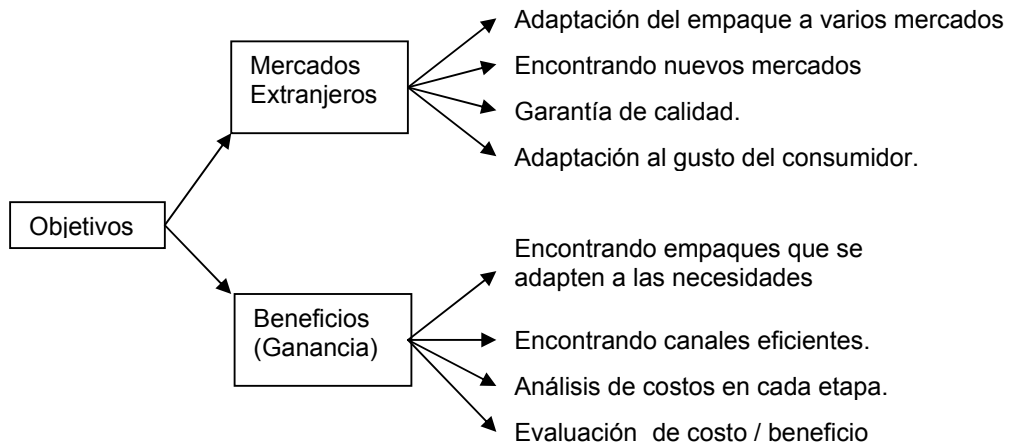 Objetivos
Mercados
Extranjeros
Adaptación del empaque a varios mercados
Encontrando nuevos mercados
Garantía de calidad.
Adaptación al gusto del consumidor.
Beneficios
(Ganancia)
Encontrando empaques que se
adapten a las necesidades
Encontrando canales eficientes.
Análisis de costos en cada etapa.
Evaluación de costo / beneficio